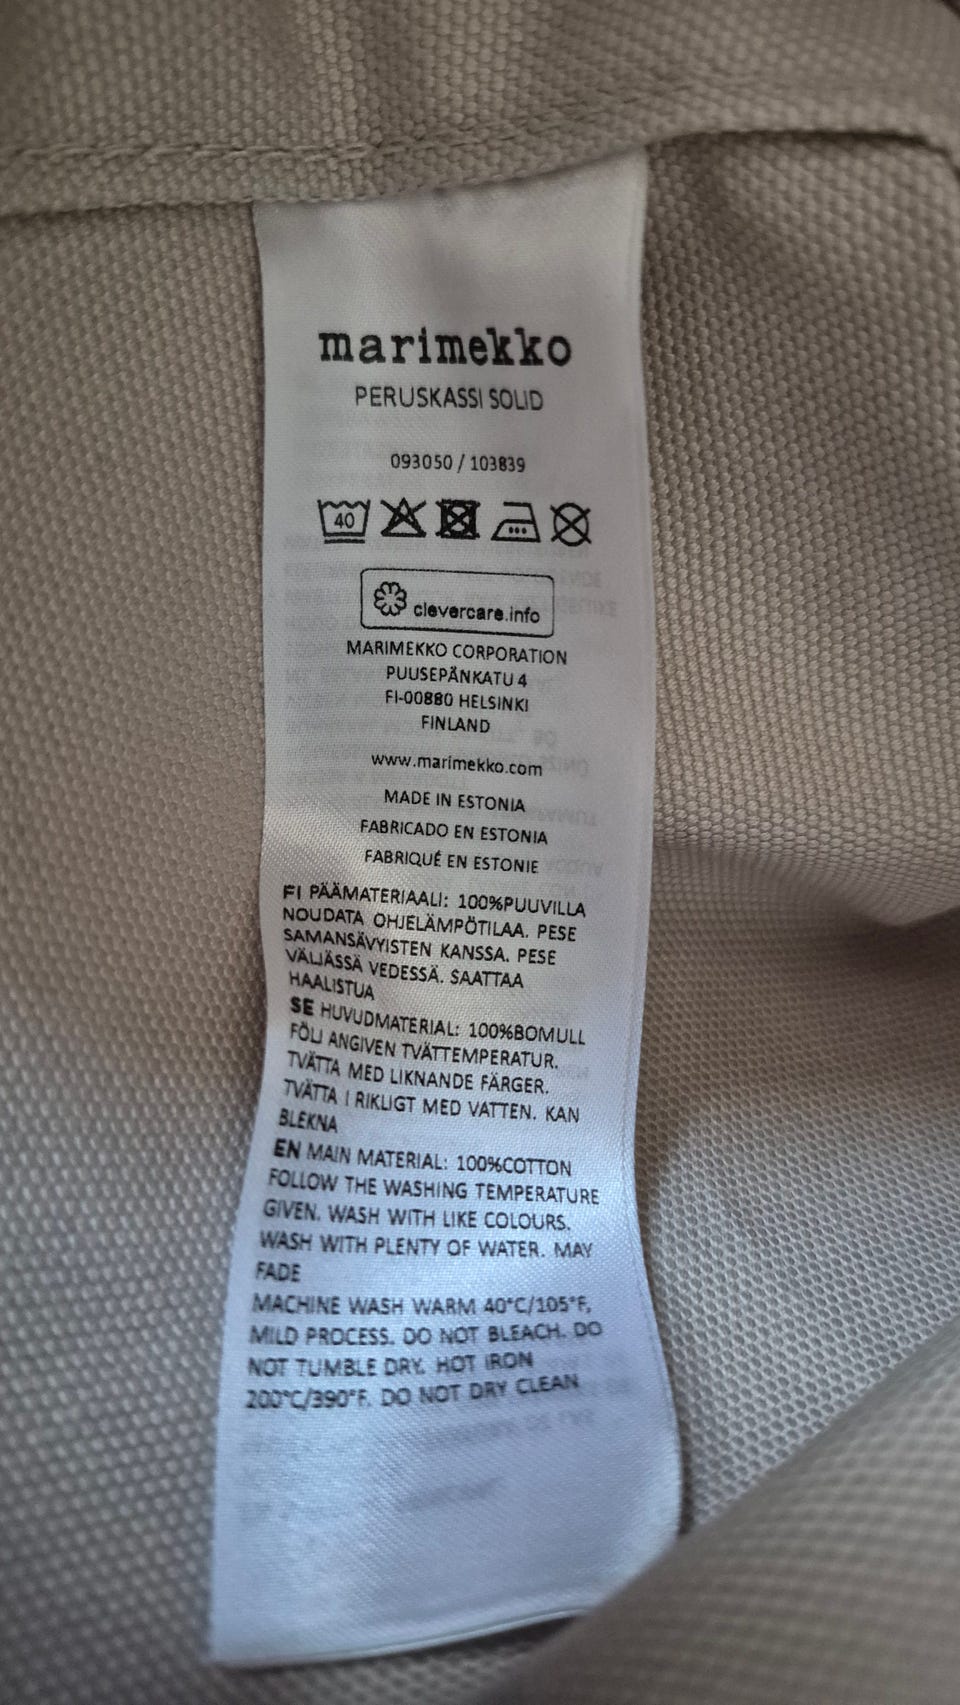 marimekko
PERUSKASSI SOLID
093050 / 103839
40
clevercare.info
MARIMEKKO CORPORATION
PUUSEPÄNKATU 4
FI-00880 HELSINKI
FINLAND
www.marimekko.com
MADE IN ESTONIA
FABRICADO EN ESTONIA
FABRIQUÉ EN ESTONIE
FI PÄÄMATERIAALI: 100%PUUVILLA
NOUDATA OHJELÄMPÖTILAA. PESE
SAMANSÄVYISTEN KANSSA. PESE
VÄLJÄSSÄ VEDESSÄ. SAATTAA
HAALISTUA
SE HUVUDMATERIAL: 100%BOMULL
FÖLJ ANGIVEN TVÄTTEMPERATUR.
TVÄTTA MED LIKNANDE FÄRGER.
TVÄTTA I RIKLIGT MED VATTEN. KAN
BLEKNA
EN MAIN MATERIAL: 100%COTTON
FOLLOW THE WASHING TEMPERATURE
GIVEN. WASH WITH LIKE COLOURS.
WASH WITH PLENTY OF WATER. MAY
FADE
MACHINE WASH WARM 40°C/105°F,
MILD PROCESS. DO NOT BLEACH. DO
NOT TUMBLE DRY. HOT IRON
200°C/390°F. DO NOT DRY CLEAN